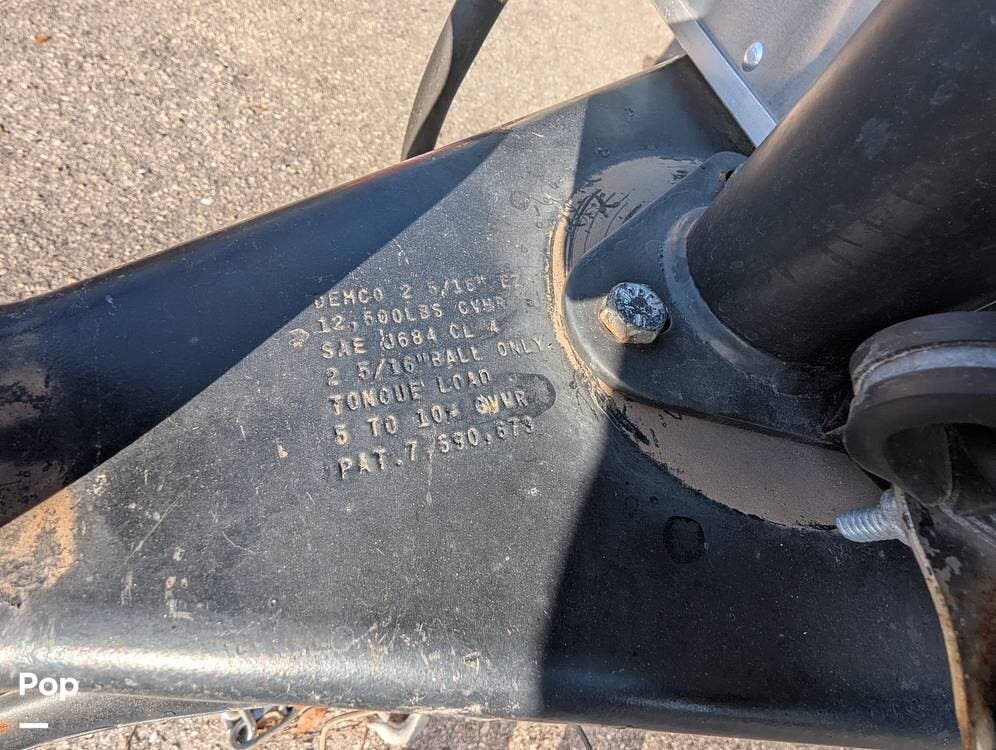 DEMCO 2 5/16" EZ
12,500LBS GVWR
SAE J684 CL 4
2 5/16"BALL ONLY.
TONGUE LOAD
5 TO 10% GVWR
PAT.7,690,673
Pop